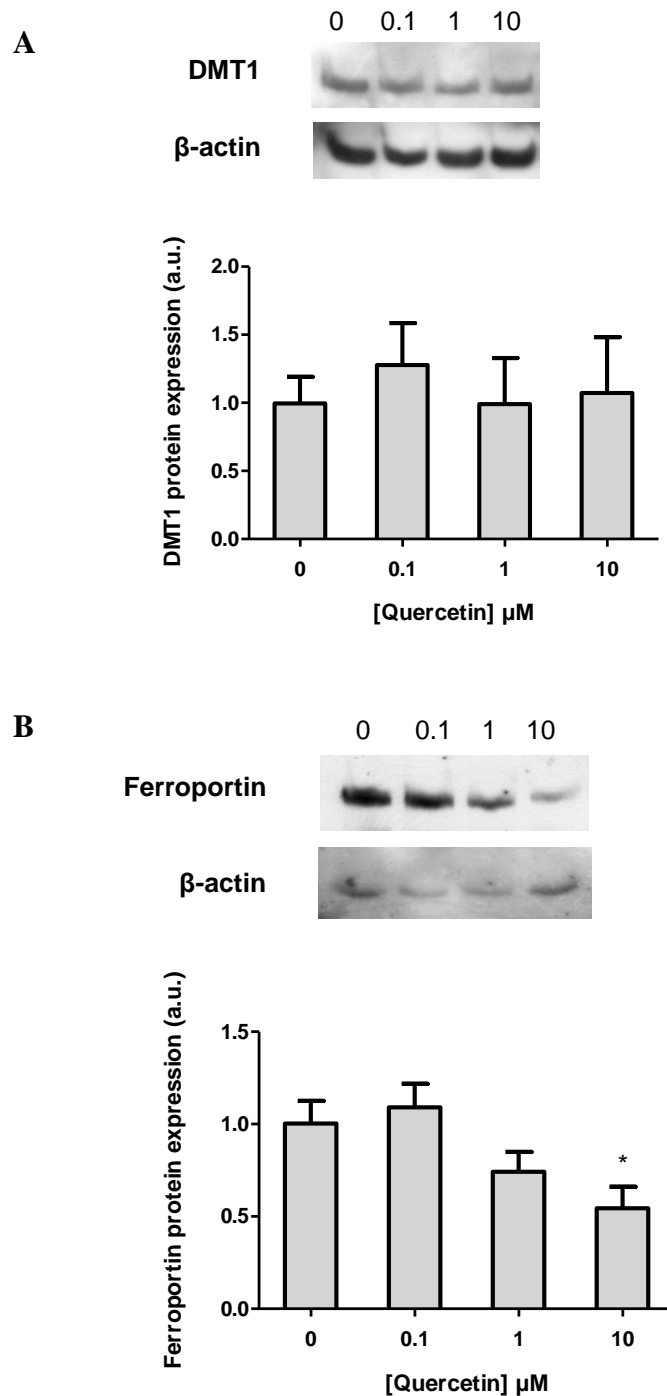 A
0 0.1 1 10
DMT1
β-actin
DMT1 protein expression (a.u.)
2.0
1.5
1.0
0.5
0.0
0 0.1 1 10
[Quercetin] µM
B
0 0.1 1 10
Ferroportin
β-actin
Ferroportin protein expression (a.u.)
1.5
1.0
0.5
0.0
*
0 0.1 1 10
[Quercetin] µM